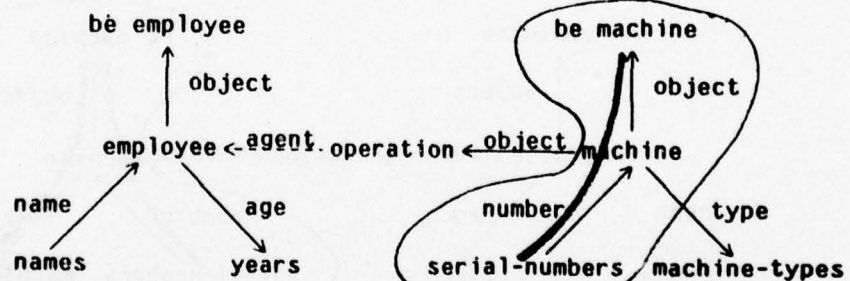 be employee be machine
object object
employee agent operation object machine
name age number type
names years serial-numbers machine-types